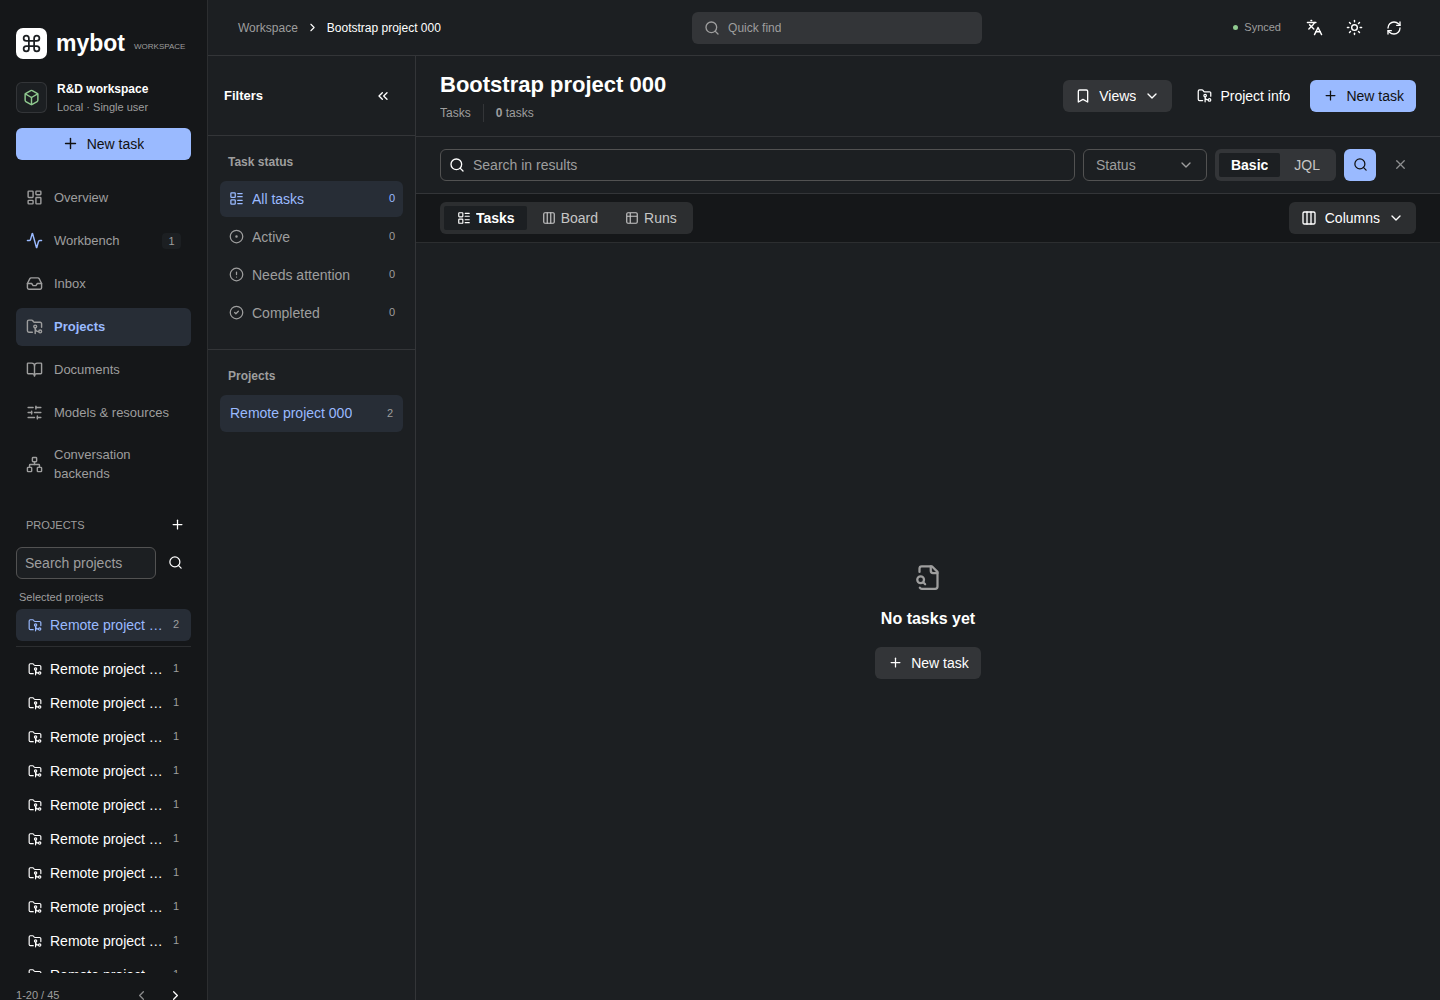 mybot WORKSPACE
R&D workspace
Local · Single user
New task
Overview
Workbench 1
Inbox
Projects
Documents
Models & resources
Conversation
backends
PROJECTS
Search projects
Selected projects
Remote project … 2
Remote project … 1
Remote project … 1
Remote project … 1
Remote project … 1
Remote project … 1
Remote project … 1
Remote project … 1
Remote project … 1
Remote project … 1
Remote project … 1
1-20 / 45
Workspace Bootstrap project 000
Quick find
Synced
Filters
Task status
All tasks 0
Active 0
Needs attention 0
Completed 0
Projects
Remote project 000 2
Bootstrap project 000
Tasks 0 tasks
Views
Project info
New task
Search in results
Status
Basic JQL
Tasks Board Runs
Columns
No tasks yet
New task